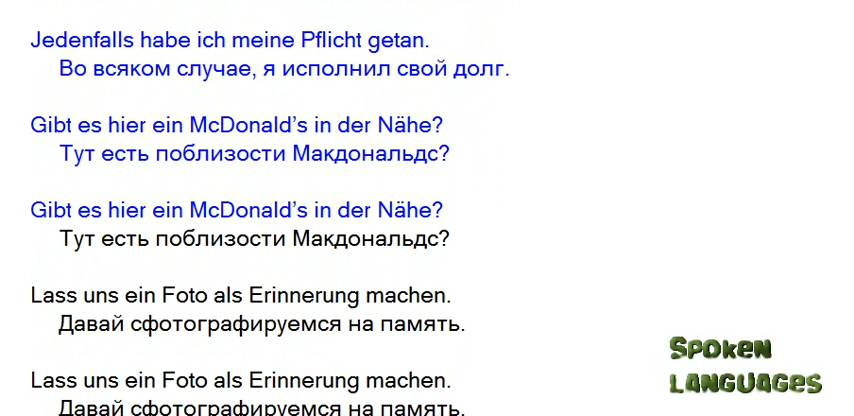 Jedenfalls habe ich meine Pflicht getan.
Во всяком случае, я исполнил свой долг.
Gibt es hier ein McDonald’s in der Nähe?
Тут есть поблизости Макдональдс?
Gibt es hier ein McDonald’s in der Nähe?
Тут есть поблизости Макдональдс?
Lass uns ein Foto als Erinnerung machen.
Давай сфотографируемся на память.
Lass uns ein Foto als Erinnerung machen.
Давай сфотографируемся на память.
Spoken
Languages